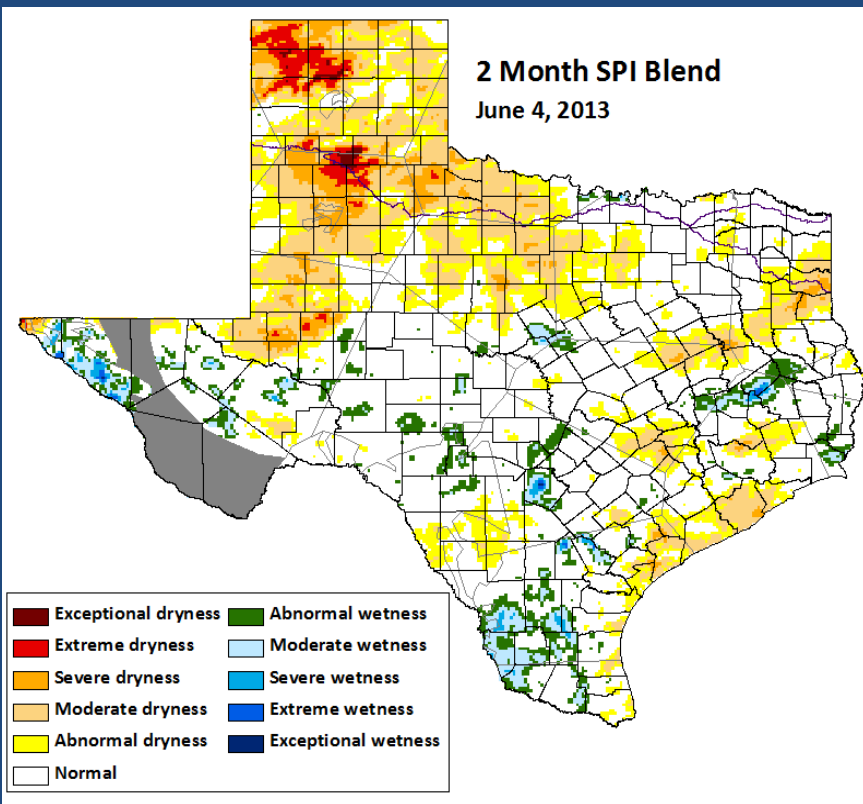 2 Month SPI Blend
June 4, 2013
Exceptional dryness
Extreme dryness
Severe dryness
Moderate dryness
Abnormal dryness
Normal
Abnormal wetness
Moderate wetness
Severe wetness
Extreme wetness
Exceptional wetness